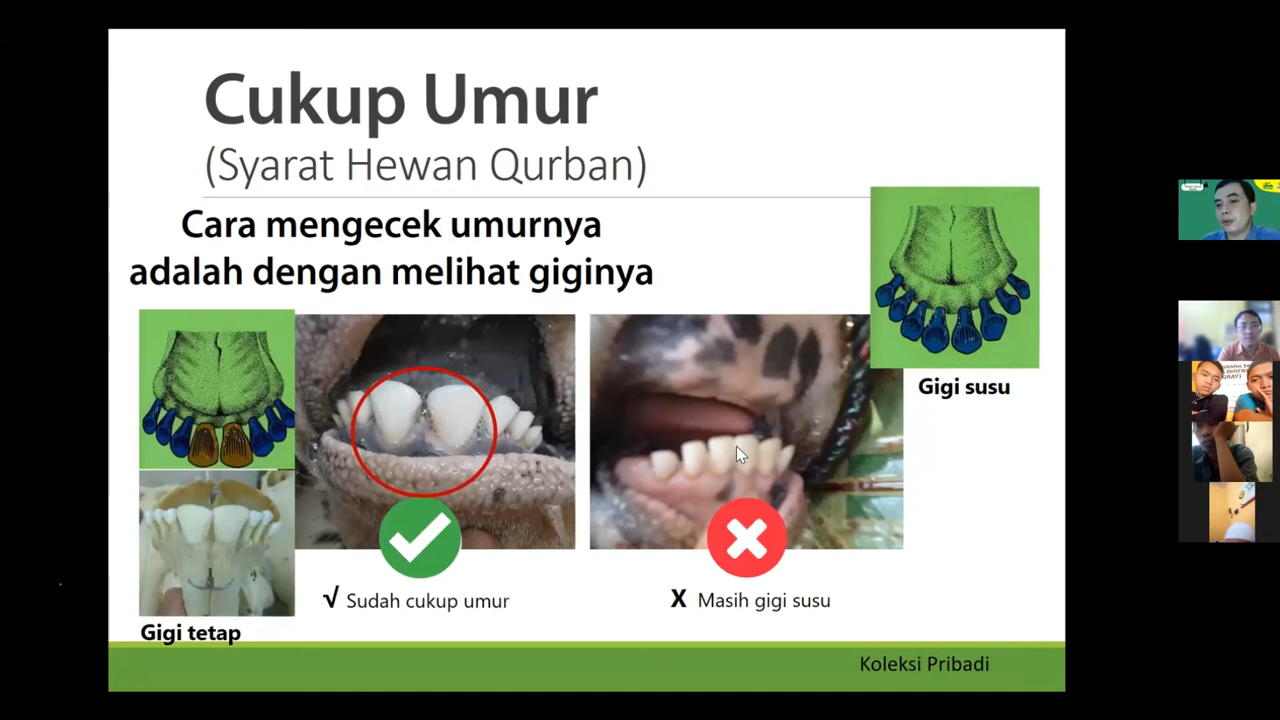 Cukup Umur
(Syarat Hewan Qurban)
Cara mengecek umurnya
adalah dengan melihat giginya
Gigi susu
√ Sudah cukup umur
X Masih gigi susu
Gigi tetap
Koleksi Pribadi